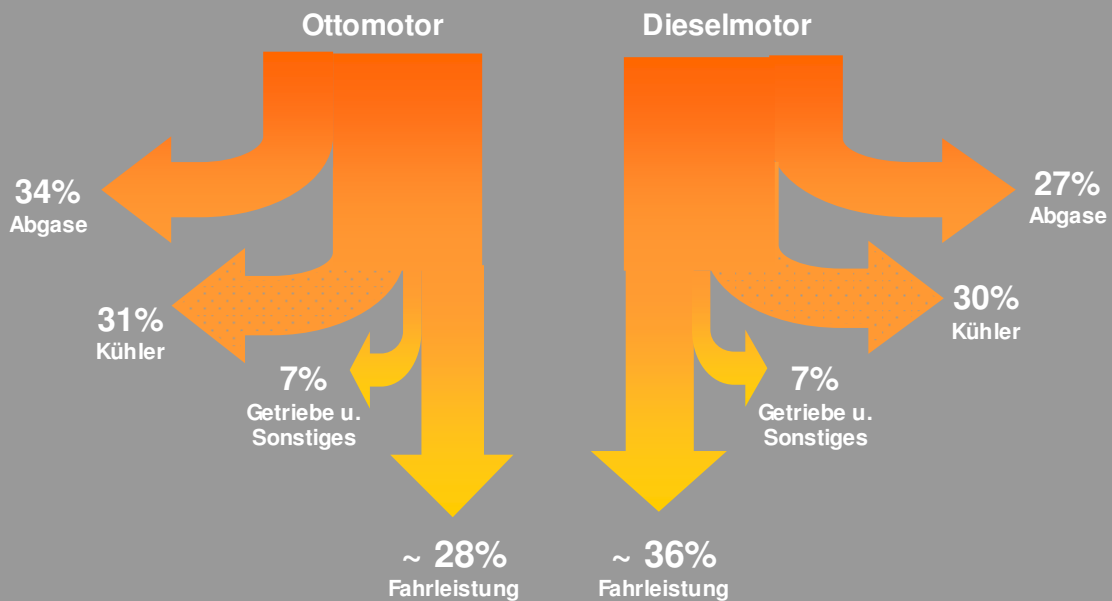 Ottomotor
34%
Abgase
31%
Kühler
7%
Getriebe u.
Sonstiges
~ 28%
Fahrleistung
Dieselmotor
27%
Abgase
30%
Kühler
7%
Getriebe u.
Sonstiges
~ 36%
Fahrleistung